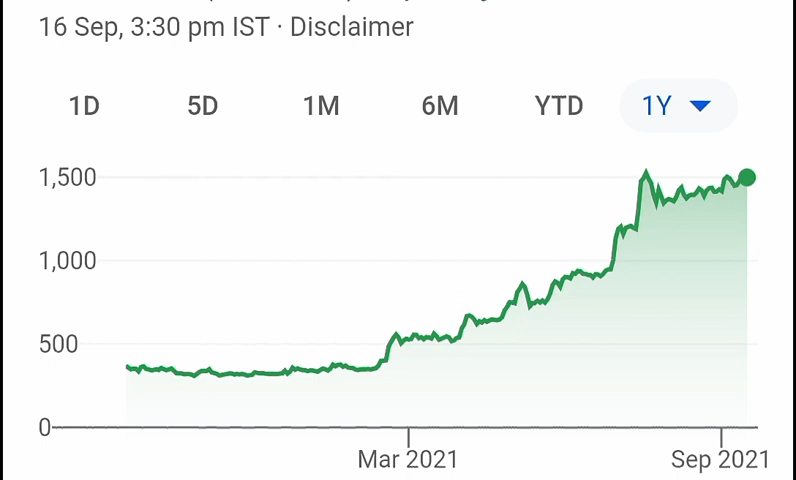 16 Sep, 3:30 pm IST · Disclaimer
1D 5D 1M 6M YTD 1Y
1,500
1,000
500
0
Mar 2021 Sep 2021